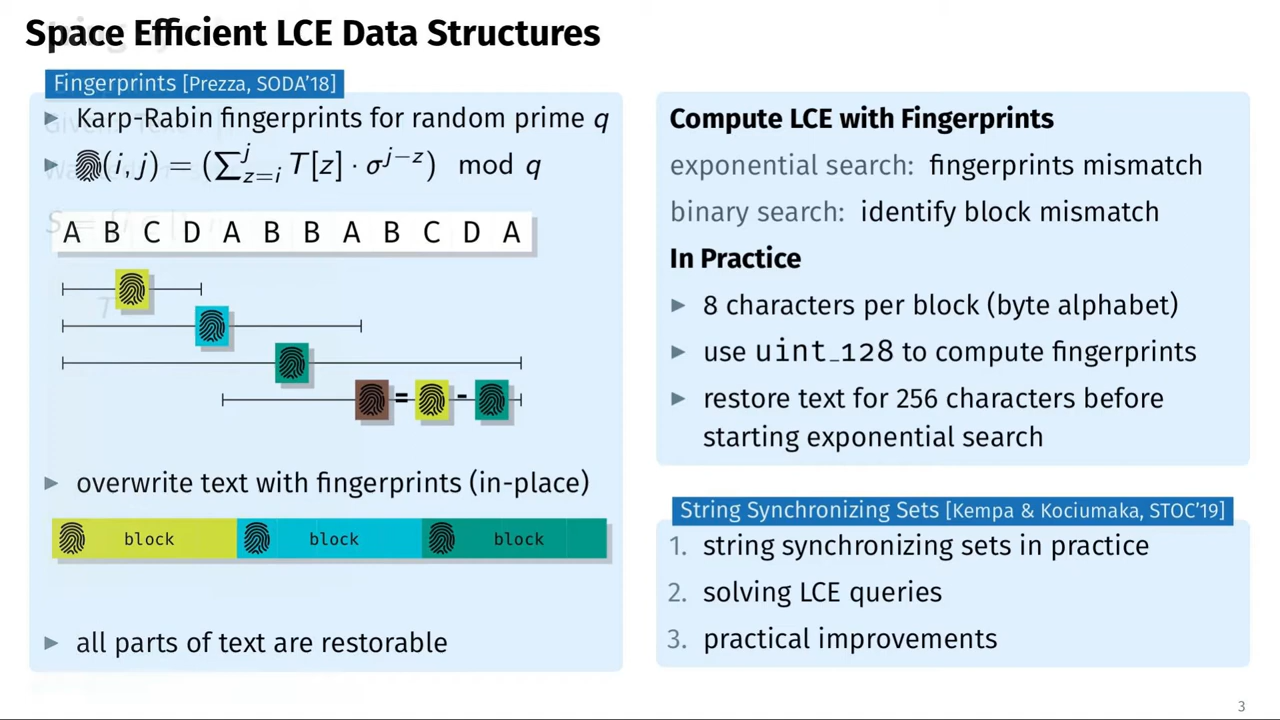 Space Efficient LCE Data Structures
Fingerprints [Prezza, SODA'18]
▶ Karp-Rabin fingerprints for random prime q
▶ (i, j) = (∑_{z=i}^{j} T[z] · σ^{j−z}) mod q
A B C D A B B A B C D A
= -
▶ overwrite text with fingerprints (in-place)
block block block
▶ all parts of text are restorable
Compute LCE with Fingerprints
exponential search: fingerprints mismatch
binary search: identify block mismatch
In Practice
▶ 8 characters per block (byte alphabet)
▶ use uint_128 to compute fingerprints
▶ restore text for 256 characters before
starting exponential search
String Synchronizing Sets [Kempa & Kociumaka, STOC'19]
1. string synchronizing sets in practice
2. solving LCE queries
3. practical improvements
3